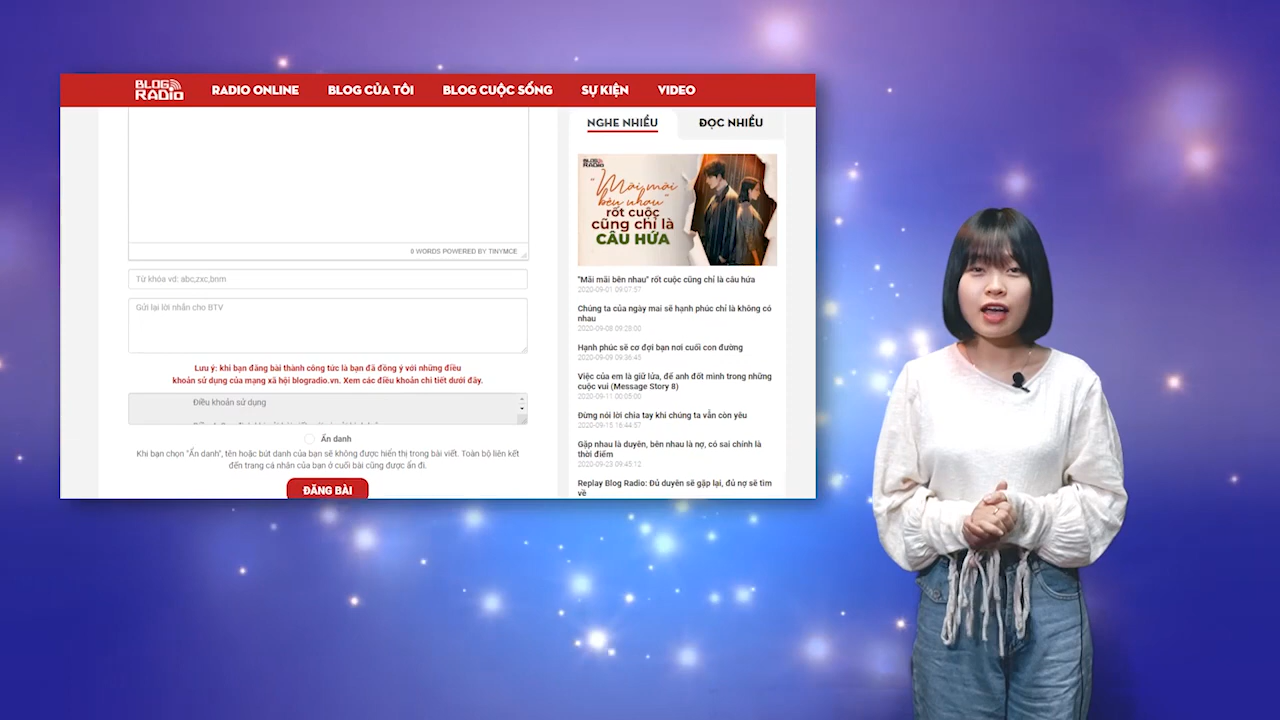 BLOG
RADIO
RADIO ONLINE
BLOG CỦA TÔI
BLOG CUỘC SỐNG
SỰ KIỆN
VIDEO
0 WORDS POWERED BY TINYMCE
Từ khóa vd: abc,zxc,bnm
Gửi lại lời nhắn cho BTV
Lưu ý: khi bạn đăng bài thành công tức là bạn đã đồng ý với những điều
khoản sử dụng của mạng xã hội blogradio.vn. Xem các điều khoản chi tiết dưới đây.
Điều khoản sử dụng
Ẩn danh
Khi bạn chọn "Ẩn danh", tên hoặc bút danh của bạn sẽ không được hiển thị trong bài viết. Toàn bộ liên kết
đến trang cá nhân của bạn ở cuối bài cũng được ẩn đi.
ĐĂNG BÀI
NGHE NHIỀU
ĐỌC NHIỀU
BLOG
RADIO
"Mãi mãi
bên nhau"
rốt cuộc
cũng chỉ là
CÂU HỨA
"Mãi mãi bên nhau" rốt cuộc cũng chỉ là câu hứa
2020-09-01 09:07:57
Chúng ta của ngày mai sẽ hạnh phúc chỉ là không có
nhau
2020-09-08 09:28:00
Hạnh phúc sẽ cơ đợi bạn nơi cuối con đường
2020-09-09 09:36:45
Việc của em là giữ lửa, để anh đốt mình trong những
cuộc vui (Message Story 8)
2020-09-11 00:05:00
Đừng nói lời chia tay khi chúng ta vẫn còn yêu
2020-09-15 16:44:57
Gặp nhau là duyên, bên nhau là nợ, có sai chính là
thời điểm
2020-09-23 09:45:12
Replay Blog Radio: Đủ duyên sẽ gặp lại, đủ nợ sẽ tìm
về